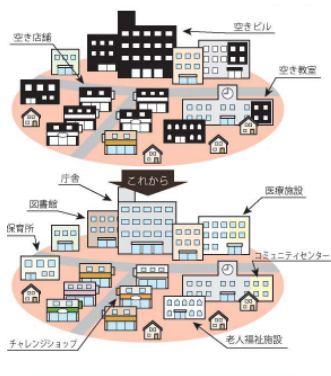 空きビル
空き店舗
空き教室
これから
庁舎
図書館
医療施設
保育所
コミュニティセンター
チャレンジショップ
老人福祉施設